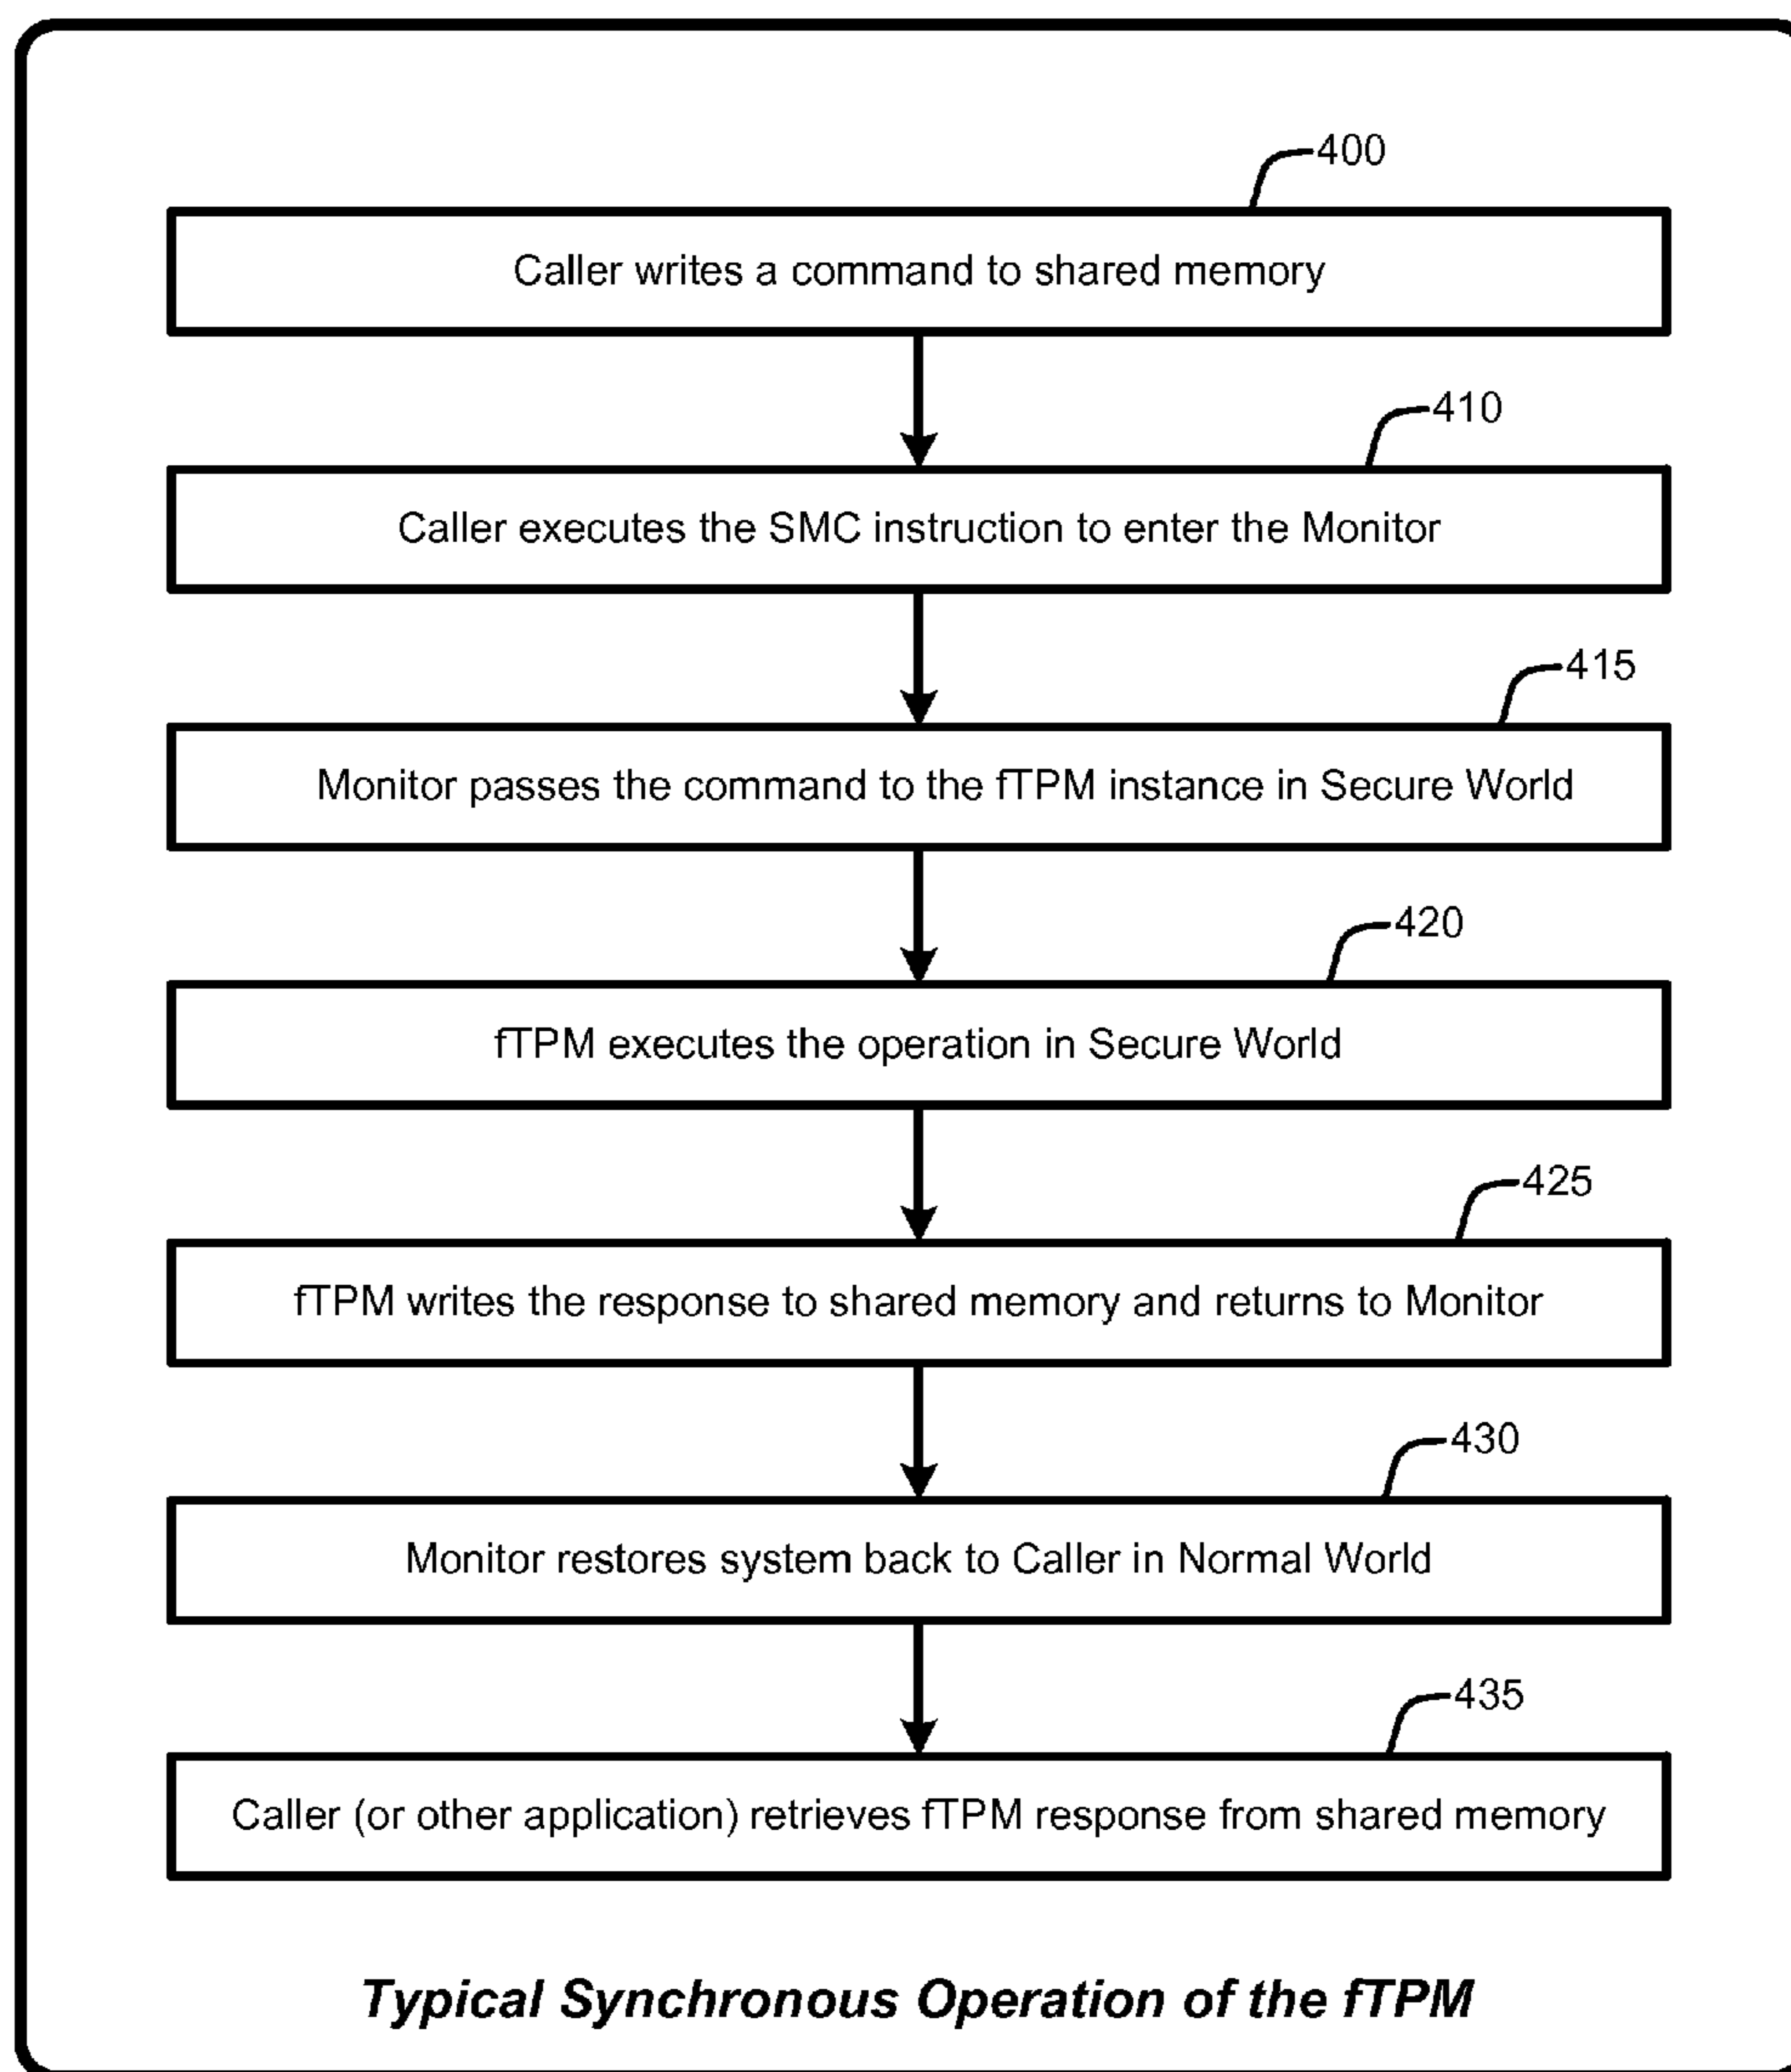 400
Caller writes a command to shared memory
410
Caller executes the SMC instruction to enter the Monitor
415
Monitor passes the command to the fTPM instance in Secure World
420
fTPM executes the operation in Secure World
425
fTPM writes the response to shared memory and returns to Monitor
430
Monitor restores system back to Caller in Normal World
435
Caller (or other application) retrieves fTPM response from shared memory
Typical Synchronous Operation of the fTPM